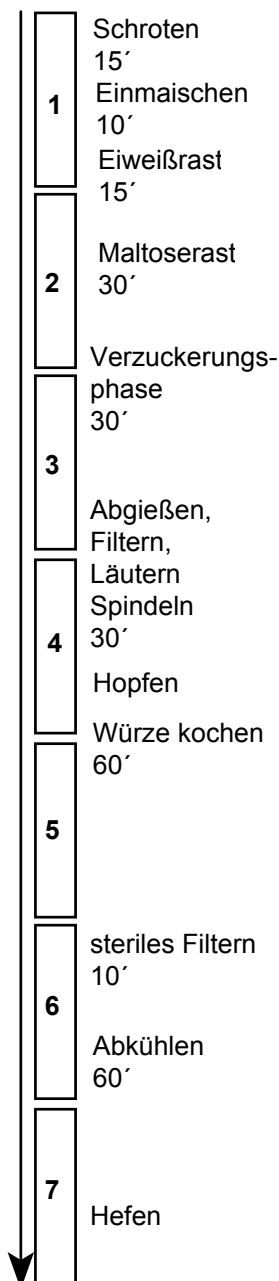 Schroten
15´
1
Einmaischen
10´
Eiweißrast
15´
Maltoserast
2
30´
Verzuckerungs-
phase
30´
3
Abgießen,
Filtern,
Läutern
Spindeln
4
30´
Hopfen
Würze kochen
60´
5
steriles Filtern
10´
6
Abkühlen
60´
7
Hefen